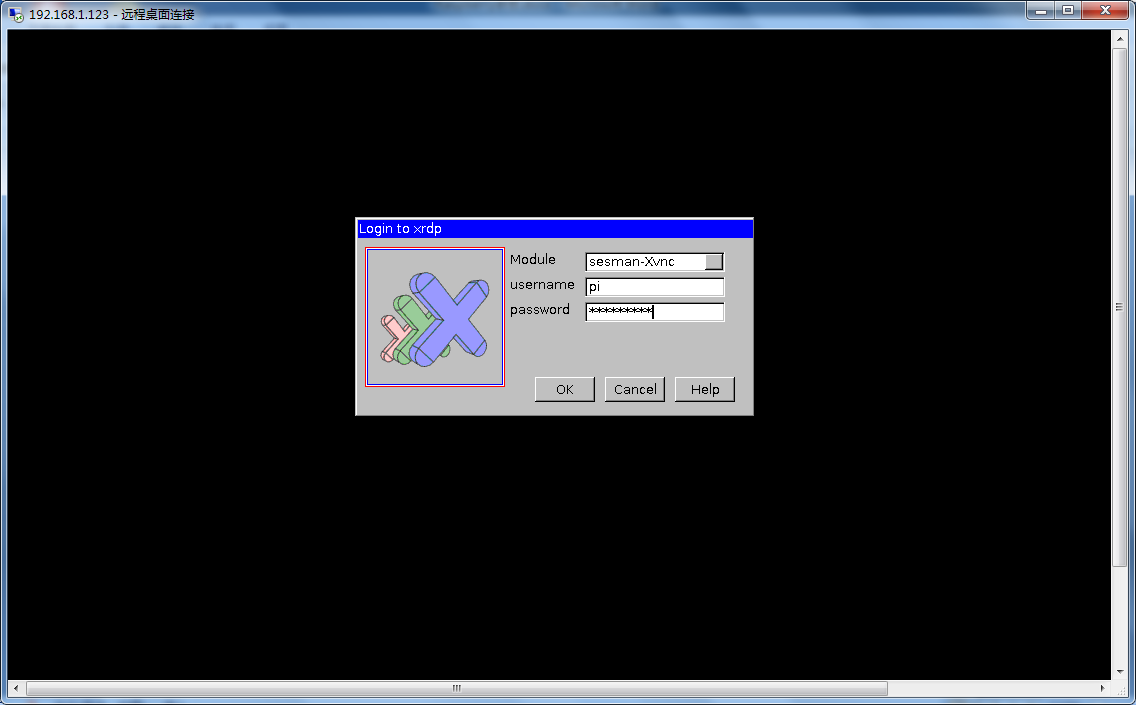 192.168.1.123 - 远程桌面连接
Login to xrdp
Module
sesman-Xvnc
username
pi
password
*********
OK
Cancel
Help